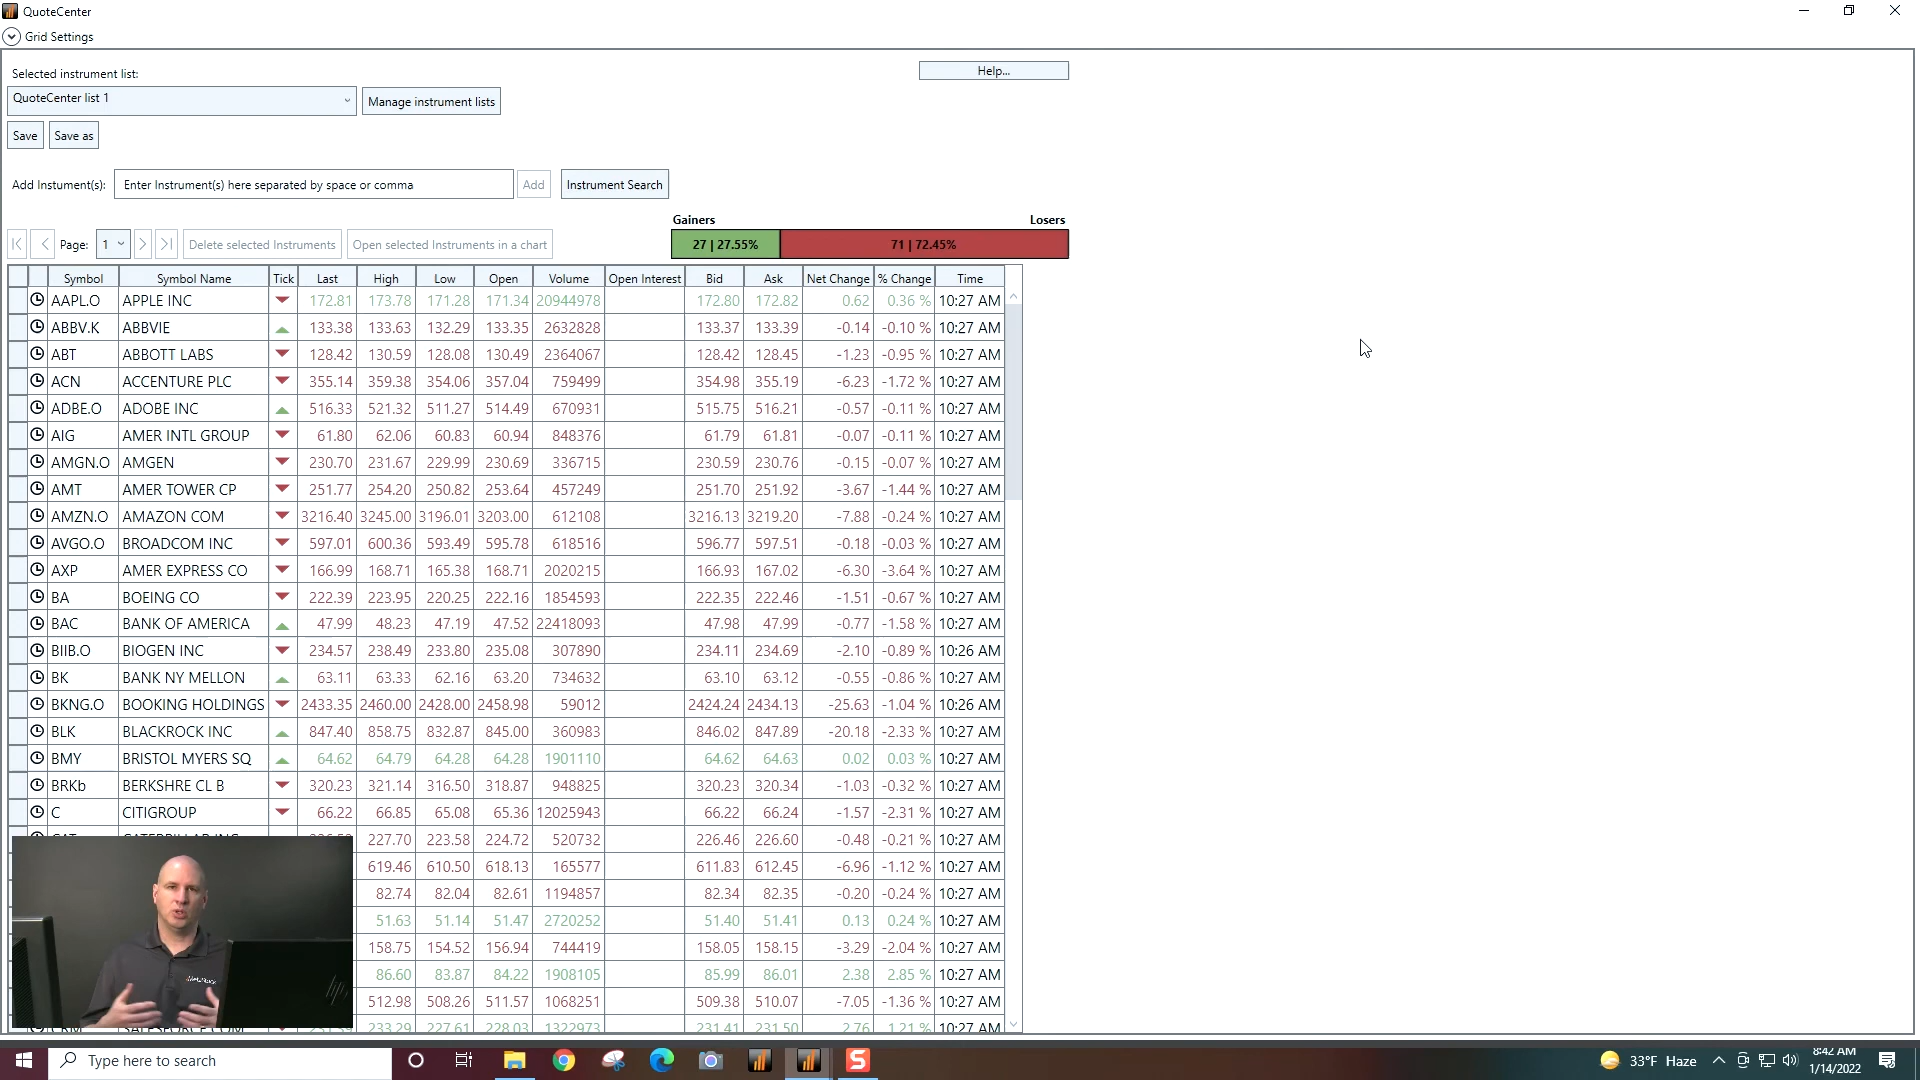 QuoteCenter
Grid Settings
Selected instrument list:
Help...
QuoteCenter list 1
Manage instrument lists
Save Save as
Add Instument(s): Enter Instrument(s) here separated by space or comma Add Instrument Search
Gainers Losers
Page: 1 Delete selected Instruments Open selected Instruments in a chart 27 | 27.55% 71 | 72.45%
Symbol Symbol Name Tick Last High Low Open Volume Open Interest Bid Ask Net Change % Change Time
AAPL.O APPLE INC 172.81 173.78 171.28 171.34 20944978 172.80 172.82 0.62 0.36 % 10:27 AM
ABBV.K ABBVIE 133.38 133.63 132.29 133.35 2632828 133.37 133.39 -0.14 -0.10 % 10:27 AM
ABT ABBOTT LABS 128.42 130.59 128.08 130.49 2364067 128.42 128.45 -1.23 -0.95 % 10:27 AM
ACN ACCENTURE PLC 355.14 359.38 354.06 357.04 759499 354.98 355.19 -6.23 -1.72 % 10:27 AM
ADBE.O ADOBE INC 516.33 521.32 511.27 514.49 670931 515.75 516.21 -0.57 -0.11 % 10:27 AM
AIG AMER INTL GROUP 61.80 62.06 60.83 60.94 848376 61.79 61.81 -0.07 -0.11 % 10:27 AM
AMGN.O AMGEN 230.70 231.67 229.99 230.69 336715 230.59 230.76 -0.15 -0.07 % 10:27 AM
AMT AMER TOWER CP 251.77 254.20 250.82 253.64 457249 251.70 251.92 -3.67 -1.44 % 10:27 AM
AMZN.O AMAZON COM 3216.40 3245.00 3196.01 3203.00 612108 3216.13 3219.20 -7.88 -0.24 % 10:27 AM
AVGO.O BROADCOM INC 597.01 600.36 593.49 595.78 618516 596.77 597.51 -0.18 -0.03 % 10:27 AM
AXP AMER EXPRESS CO 166.99 168.71 165.38 168.71 2020215 166.93 167.02 -6.30 -3.64 % 10:27 AM
BA BOEING CO 222.39 223.95 220.25 222.16 1854593 222.35 222.46 -1.51 -0.67 % 10:27 AM
BAC BANK OF AMERICA 47.99 48.23 47.19 47.52 22418093 47.98 47.99 -0.77 -1.58 % 10:27 AM
BIIB.O BIOGEN INC 234.57 238.49 233.80 235.08 307890 234.11 234.69 -2.10 -0.89 % 10:26 AM
BK BANK NY MELLON 63.11 63.33 62.16 63.20 734632 63.10 63.12 -0.55 -0.86 % 10:27 AM
BKNG.O BOOKING HOLDINGS 2433.35 2460.00 2428.00 2458.98 59012 2424.24 2434.13 -25.63 -1.04 % 10:26 AM
BLK BLACKROCK INC 847.40 858.75 832.87 845.00 360983 846.02 847.89 -20.18 -2.33 % 10:27 AM
BMY BRISTOL MYERS SQ 64.62 64.79 64.28 64.28 1901110 64.62 64.63 0.02 0.03 % 10:27 AM
BRKb BERKSHRE CL B 320.23 321.14 316.50 318.87 948825 320.23 320.34 -1.03 -0.32 % 10:27 AM
C CITIGROUP 66.22 66.85 65.08 65.36 12025943 66.22 66.24 -1.57 -2.31 % 10:27 AM
227.70 223.58 224.72 520732 226.46 226.60 -0.48 -0.21 % 10:27 AM
619.46 610.50 618.13 165577 611.83 612.45 -6.96 -1.12 % 10:27 AM
82.74 82.04 82.61 1194857 82.34 82.35 -0.20 -0.24 % 10:27 AM
51.63 51.14 51.47 2720252 51.40 51.41 0.13 0.24 % 10:27 AM
158.75 154.52 156.94 744419 158.05 158.15 -3.29 -2.04 % 10:27 AM
86.60 83.87 84.22 1908105 85.99 86.01 2.38 2.85 % 10:27 AM
512.98 508.26 511.57 1068251 509.38 510.07 -7.05 -1.36 % 10:27 AM
233.29 227.61 228.03 1322973 231.41 231.50 2.76 1.21 % 10:27 AM
Type here to search
33°F Haze
8:42 AM
1/14/2022